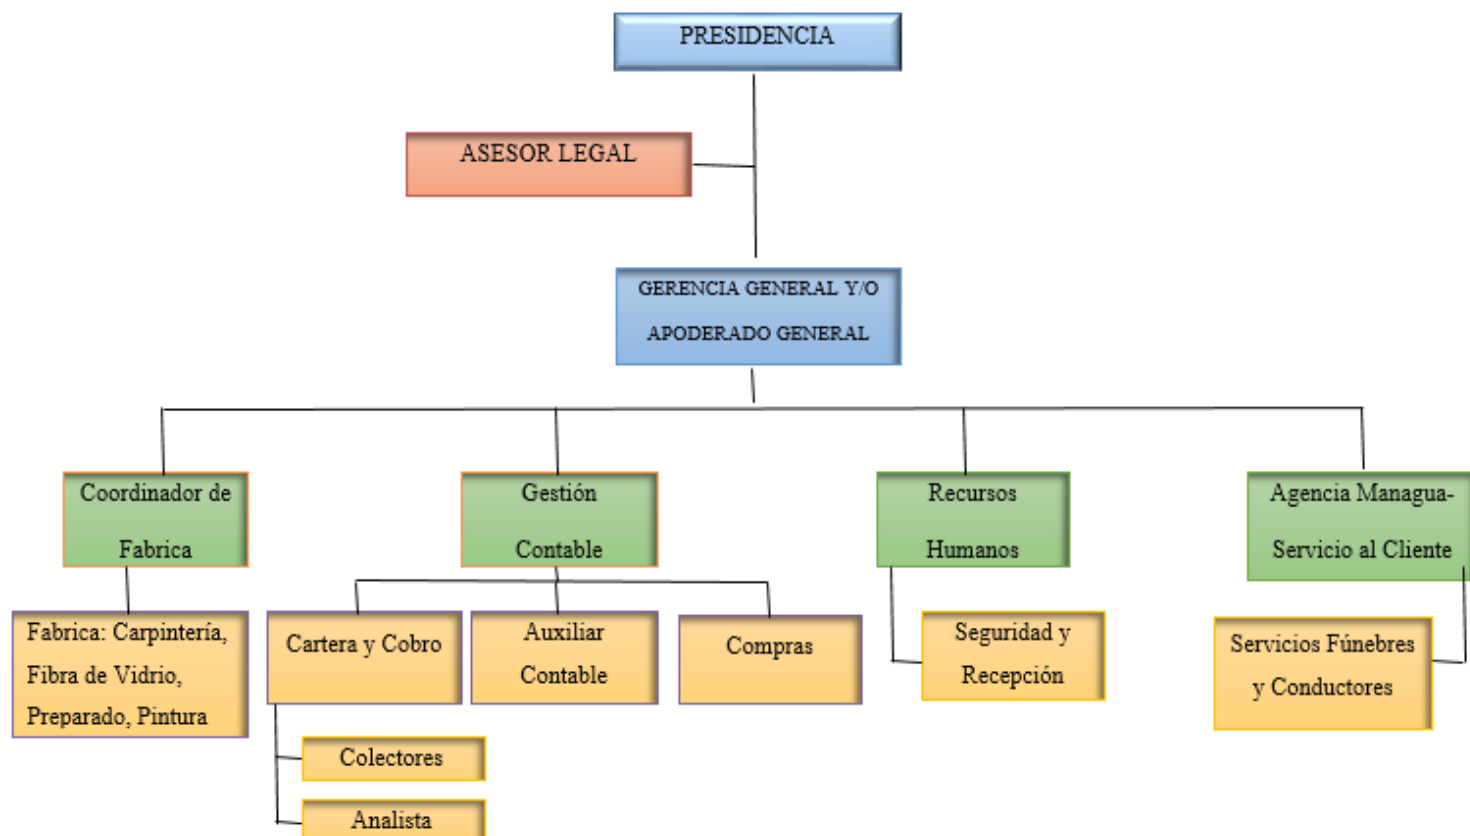 PRESIDENCIA
ASESOR LEGAL
GERENCIA GENERAL Y/O
APODERADO GENERAL
Coordinador de
Fabrica
Gestión
Contable
Recursos
Humanos
Agencia Managua-
Servicio al Cliente
Fabrica: Carpintería,
Fibra de Vidrio,
Preparado, Pintura
Cartera y Cobro
Auxiliar
Contable
Compras
Seguridad y
Recepción
Servicios Fúnebres
y Conductores
Colectores
Analista